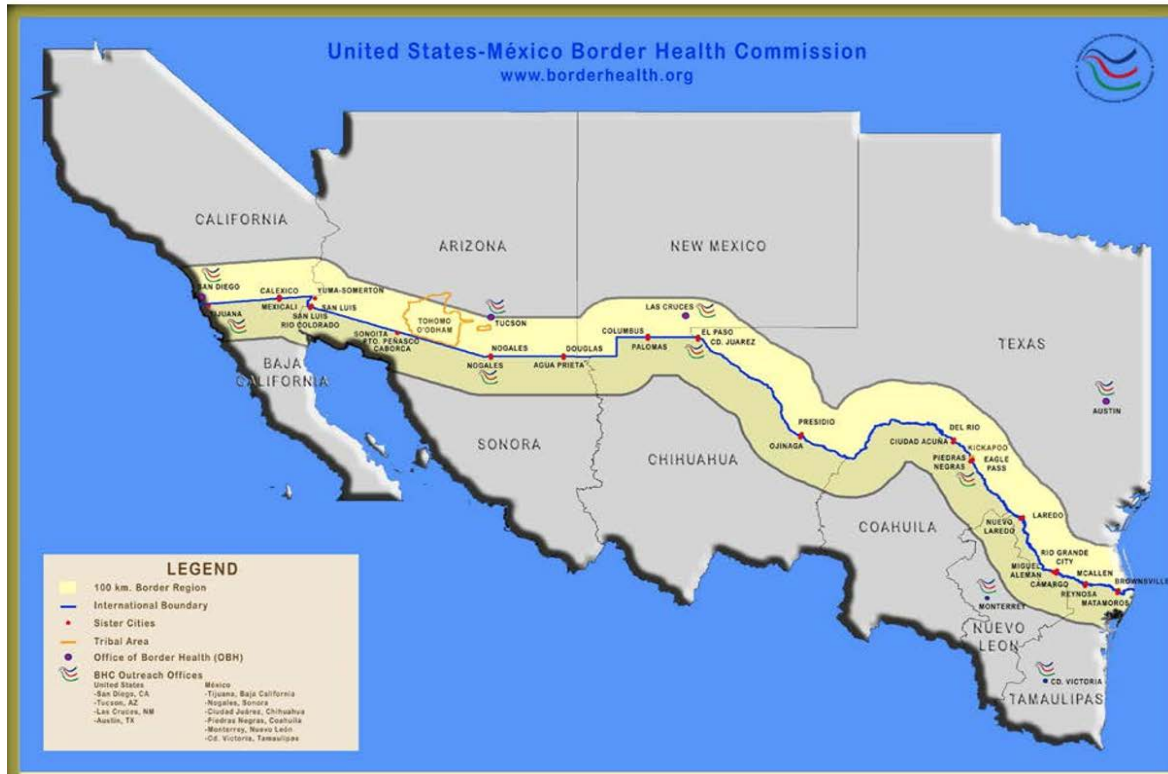 United States-México Border Health Commission
www.borderhealth.org
CALIFORNIA
ARIZONA
NEW MEXICO
TEXAS
SAN DIEGO
TIJUANA
CALEXICO
MEXICALI
YUMA-SOMERTON
SAN LUIS
SAN LUIS
RIO COLORADO
SONOITA
PTO. PEÑASCO
CABORCA
TOHOMO
O'ODHAM
TUCSON
NOGALES
NOGALES
DOUGLAS
AGUA PRIETA
COLUMBUS
PALOMAS
LAS CRUCES
EL PASO
CD. JUAREZ
PRESIDIO
OJINAGA
DEL RIO
CIUDAD ACUÑA
KICKAPOO
PIEDRAS
NEGRAS
EAGLE
PASS
AUSTIN
LAREDO
NUEVO
LAREDO
RIO GRANDE
CITY
MIGUEL
ALEMAN
CAMARGO
MCALLEN
REYNOSA
BROWNSVILLE
MATAMOROS
MONTERREY
CD. VICTORIA
BAJA
CALIFORNIA
SONORA
CHIHUAHUA
COAHUILA
NUEVO
LEON
TAMAULIPAS
LEGEND
100 km. Border Region
International Boundary
Sister Cities
Tribal Area
Office of Border Health (OBH)
BHC Outreach Offices
United States
-San Diego, CA
-Tucson, AZ
-Las Cruces, NM
-Austin, TX
México
-Tijuana, Baja California
-Nogales, Sonora
-Ciudad Juárez, Chihuahua
-Piedras Negras, Coahuila
-Monterrey, Nuevo León
-Cd. Victoria, Tamaulipas